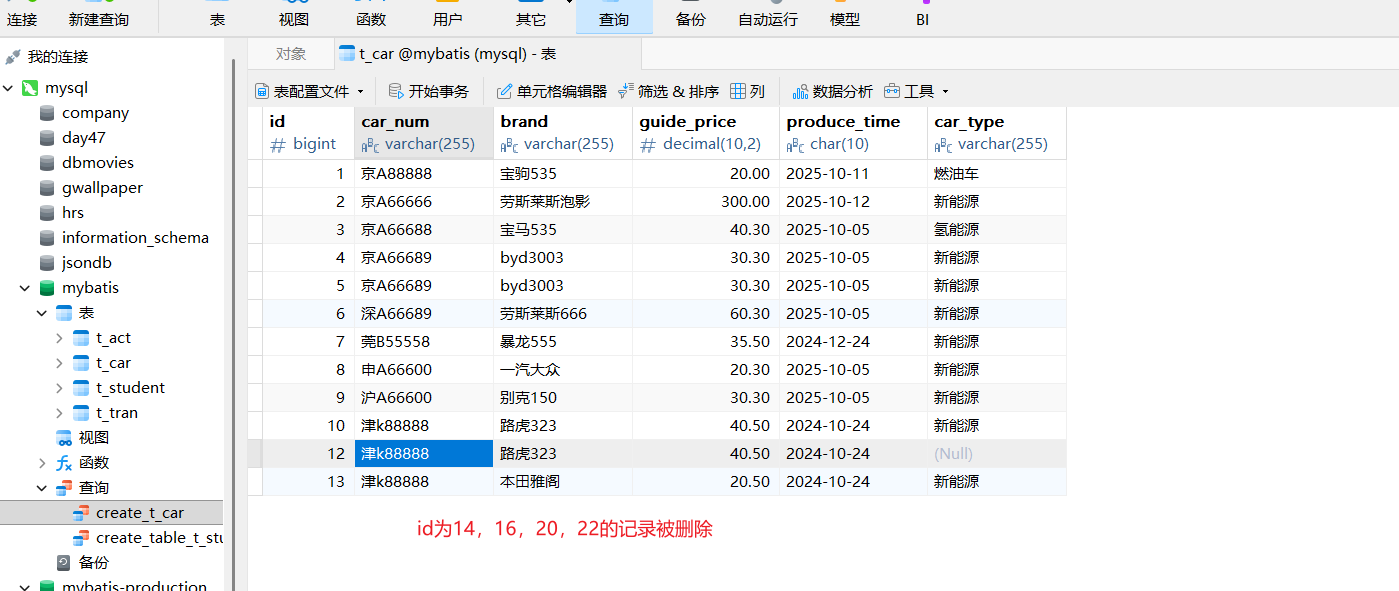 连接 新建查询 表 视图 函数 用户 其它 查询 备份 自动运行 模型 BI
我的连接
mysql
company
day47
dbmovies
gwallpaper
hrs
information_schema
jsondb
mybatis
表
t_act
t_car
t_student
t_tran
视图
函数
查询
create_t_car
create_table_t_stu
备份
mybatis-production
对象 t_car @mybatis (mysql) - 表
表配置文件 开始事务 单元格编辑器 筛选 & 排序 列 数据分析 工具
id car_num brand guide_price produce_time car_type
# bigint ABC varchar(255) ABC varchar(255) # decimal(10,2) ABC char(10) ABC varchar(255)
1 京A88888 宝驹535 20.00 2025-10-11 燃油车
2 京A66666 劳斯莱斯泡影 300.00 2025-10-12 新能源
3 京A66688 宝马535 40.30 2025-10-05 氢能源
4 京A66689 byd3003 30.30 2025-10-05 新能源
5 京A66689 byd3003 30.30 2025-10-05 新能源
6 深A66689 劳斯莱斯666 60.30 2025-10-05 新能源
7 莞B55558 暴龙555 35.50 2024-12-24 新能源
8 申A66600 一汽大众 20.30 2025-10-05 新能源
9 沪A66600 别克150 30.30 2025-10-05 新能源
10 津k88888 路虎323 40.50 2024-10-24 新能源
12 津k88888 路虎323 40.50 2024-10-24 (Null)
13 津k88888 本田雅阁 20.50 2024-10-24 新能源
id为14，16，20，22的记录被删除